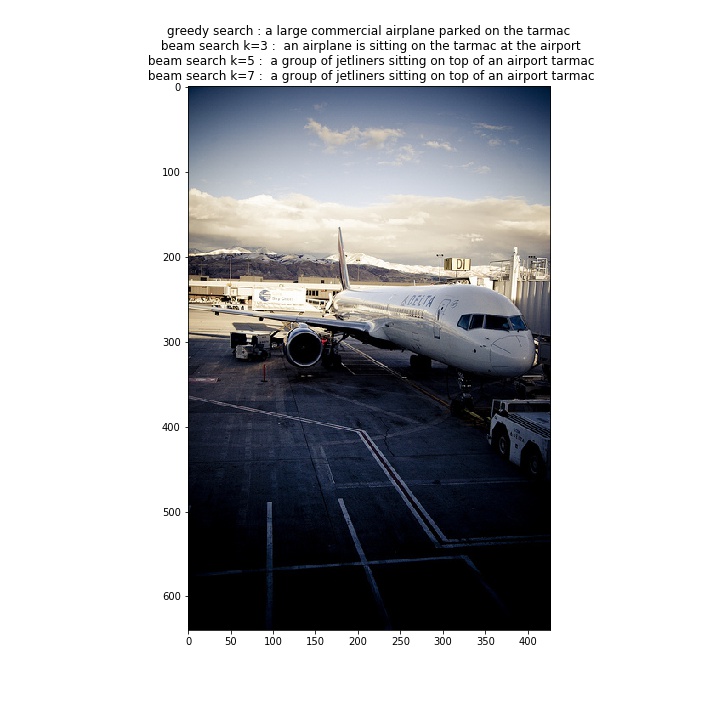 greedy search : a large commercial airplane parked on the tarmac
beam search k=3 :  an airplane is sitting on the tarmac at the airport
beam search k=5 :  a group of jetliners sitting on top of an airport tarmac
beam search k=7 :  a group of jetliners sitting on top of an airport tarmac
0
100
200
300
400
500
600
0 50 100 150 200 250 300 350 400
DELTA